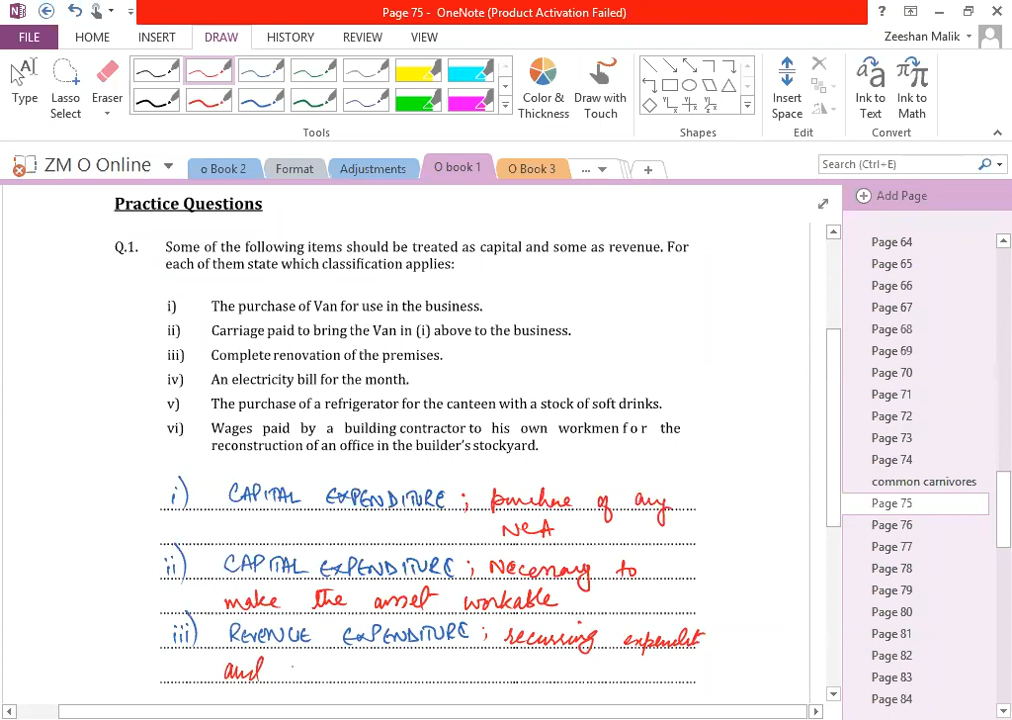 Page 75 - OneNote (Product Activation Failed)
?
FILE HOME INSERT DRAW HISTORY REVIEW VIEW
Zeeshan Malik
Type
Lasso Select
Eraser
Color & Thickness
Draw with Touch
Insert Space
Ink to Text
Ink to Math
Tools
Shapes
Edit
Convert
ZM O Online
o Book 2
Format
Adjustments
O book 1
O Book 3
...
Search (Ctrl+E)
Add Page
Practice Questions
Q.1. Some of the following items should be treated as capital and some as revenue. For
each of them state which classification applies:
i) The purchase of Van for use in the business.
ii) Carriage paid to bring the Van in (i) above to the business.
iii) Complete renovation of the premises.
iv) An electricity bill for the month.
v) The purchase of a refrigerator for the canteen with a stock of soft drinks.
vi) Wages paid by a building contractor to his own workmen f o r the
reconstruction of an office in the builder's stockyard.
i) CAPITAL EXPENDITURE ; purchase of any
NCA
ii) CAPITAL EXPENDITURE ; Necessary to
make the asset workable
iii) REVENUE EXPENDITURE ; recurring
and
Page 64
Page 65
Page 66
Page 67
Page 68
Page 69
Page 70
Page 71
Page 72
Page 73
Page 74
common carnivores
Page 75
Page 76
Page 77
Page 78
Page 79
Page 80
Page 81
Page 82
Page 83
Page 84